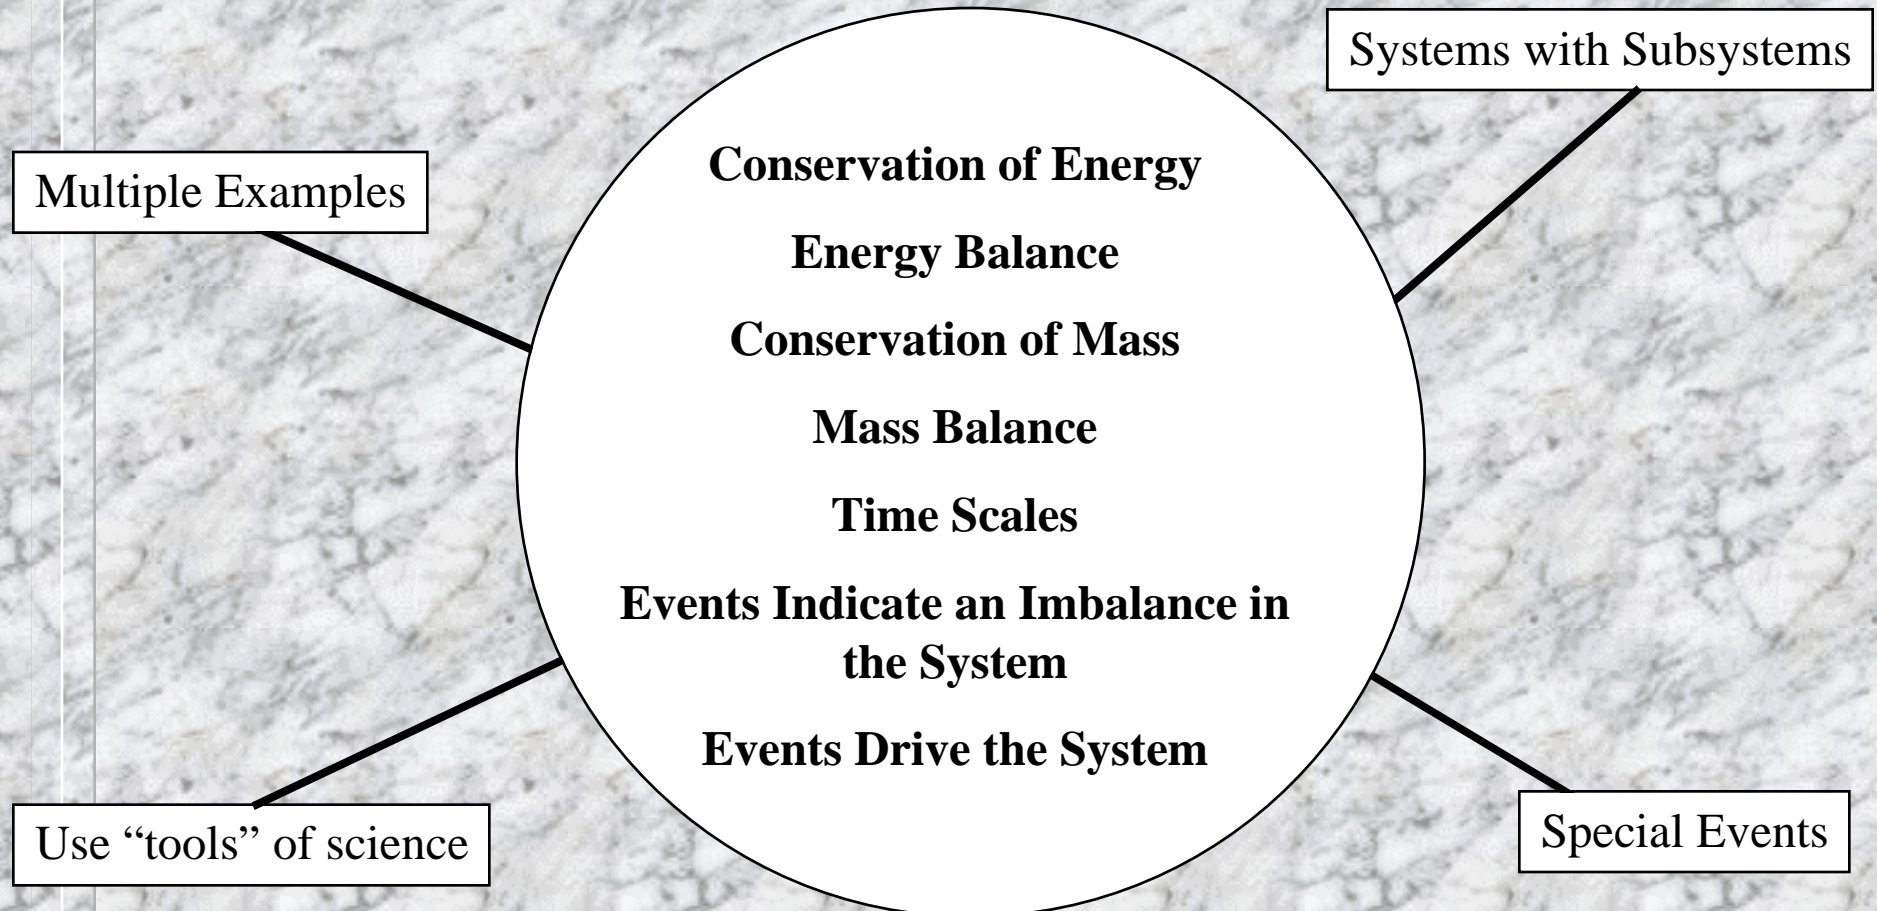 Systems with Subsystems
Multiple Examples
Conservation of Energy
Energy Balance
Conservation of Mass
Mass Balance
Time Scales
Events Indicate an Imbalance in
the System
Events Drive the System
Use “tools” of science
Special Events